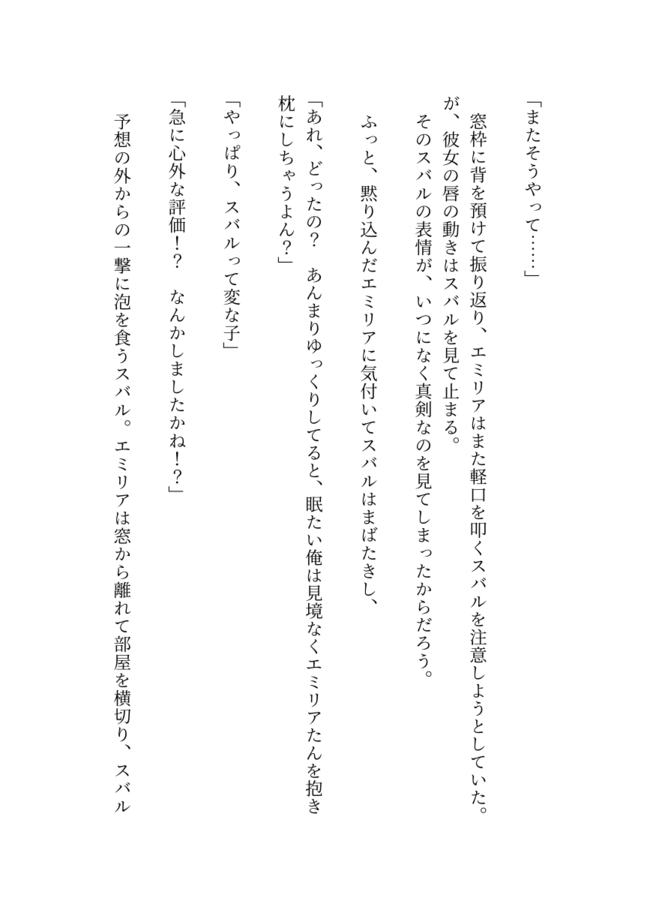 「またそうやって……」
　窓枠に背を預けて振り返り、エミリアはまた軽口を叩くスバルを注意しようとしていた。
が、彼女の唇の動きはスバルを見て止まる。
　そのスバルの表情が、いつになく真剣なのを見てしまったからだろう。
　ふっと、黙り込んだエミリアに気付いてスバルはまばたきし、
「あれ、どったの？　あんまりゆっくりしてると、眠たい俺は見境なくエミリアたんを抱き
枕にしちゃうよん？」
「やっぱり、スバルって変な子」
「急に心外な評価！？　なんかしましたかね！？」
　予想の外からの一撃に泡を食うスバル。エミリアは窓から離れて部屋を横切り、スバル